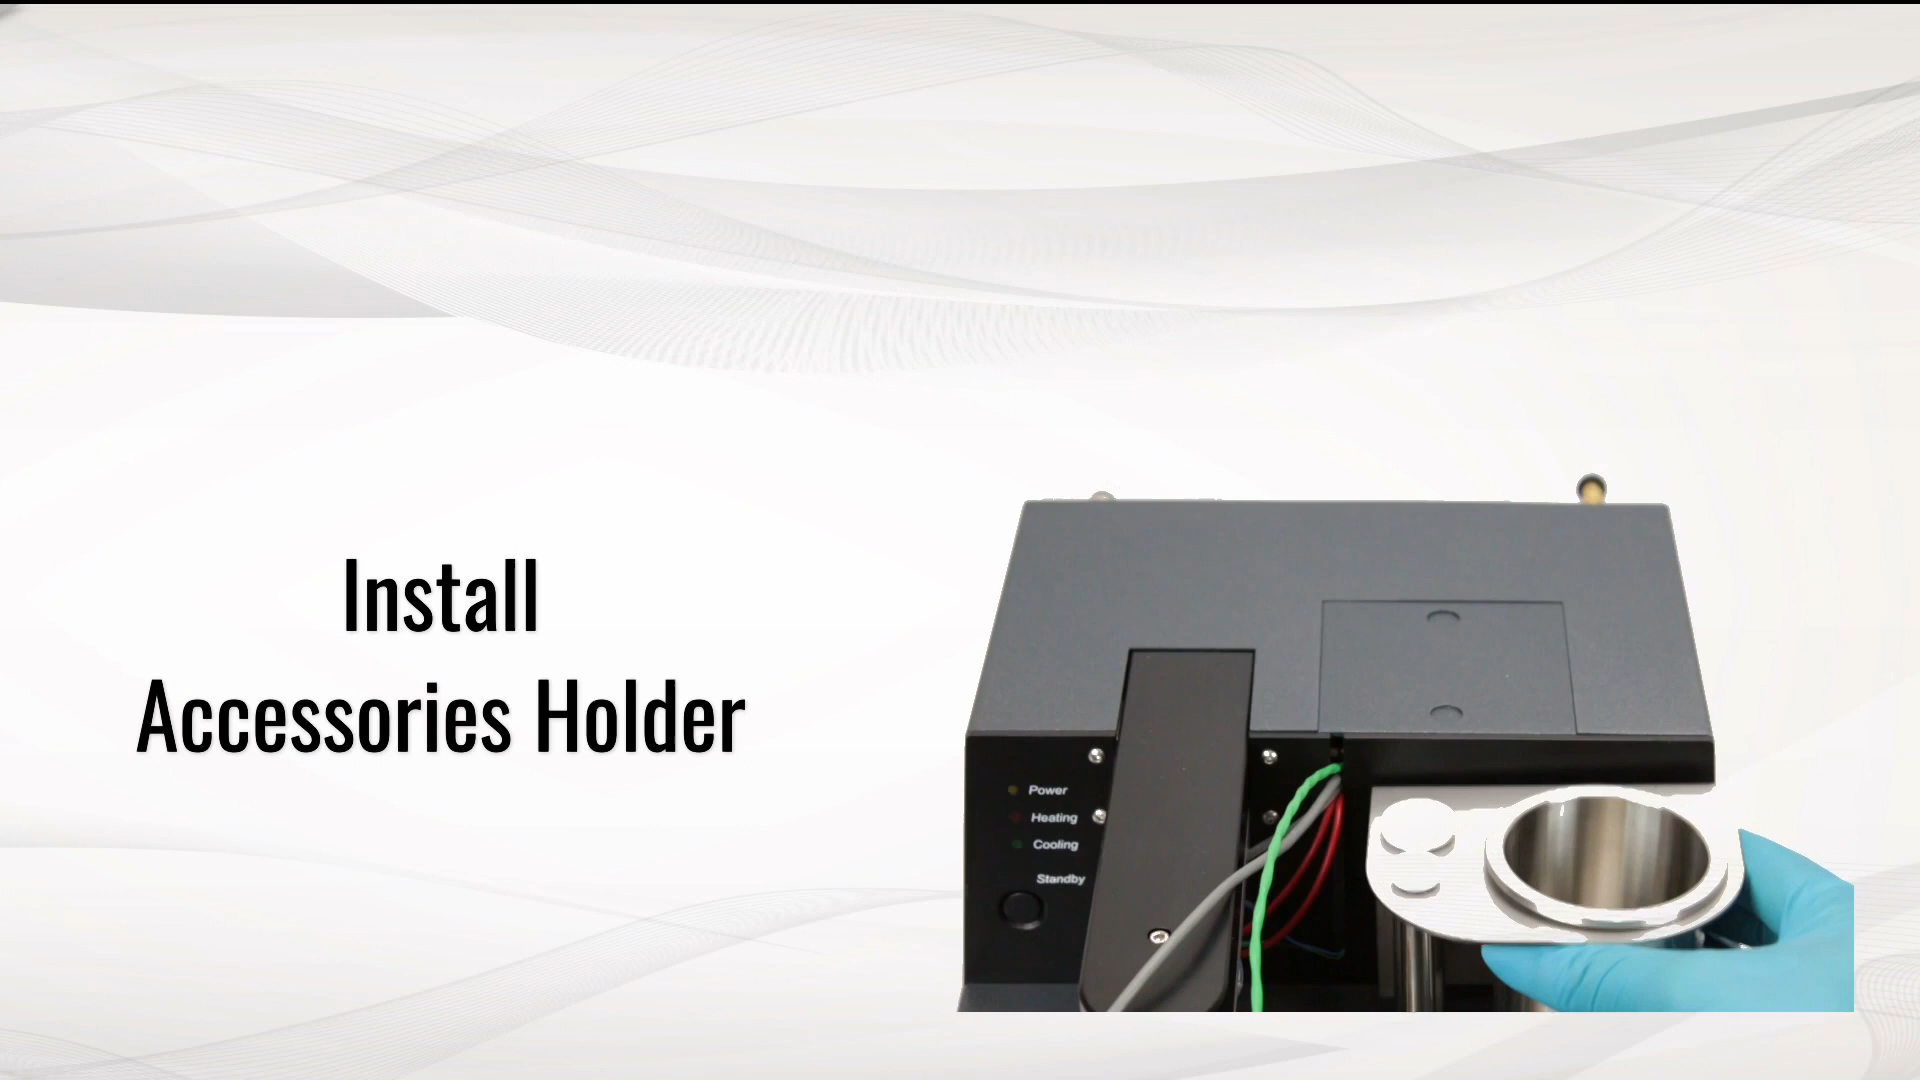 Install
Accessories Holder
Power
Heating
Cooling
Standby